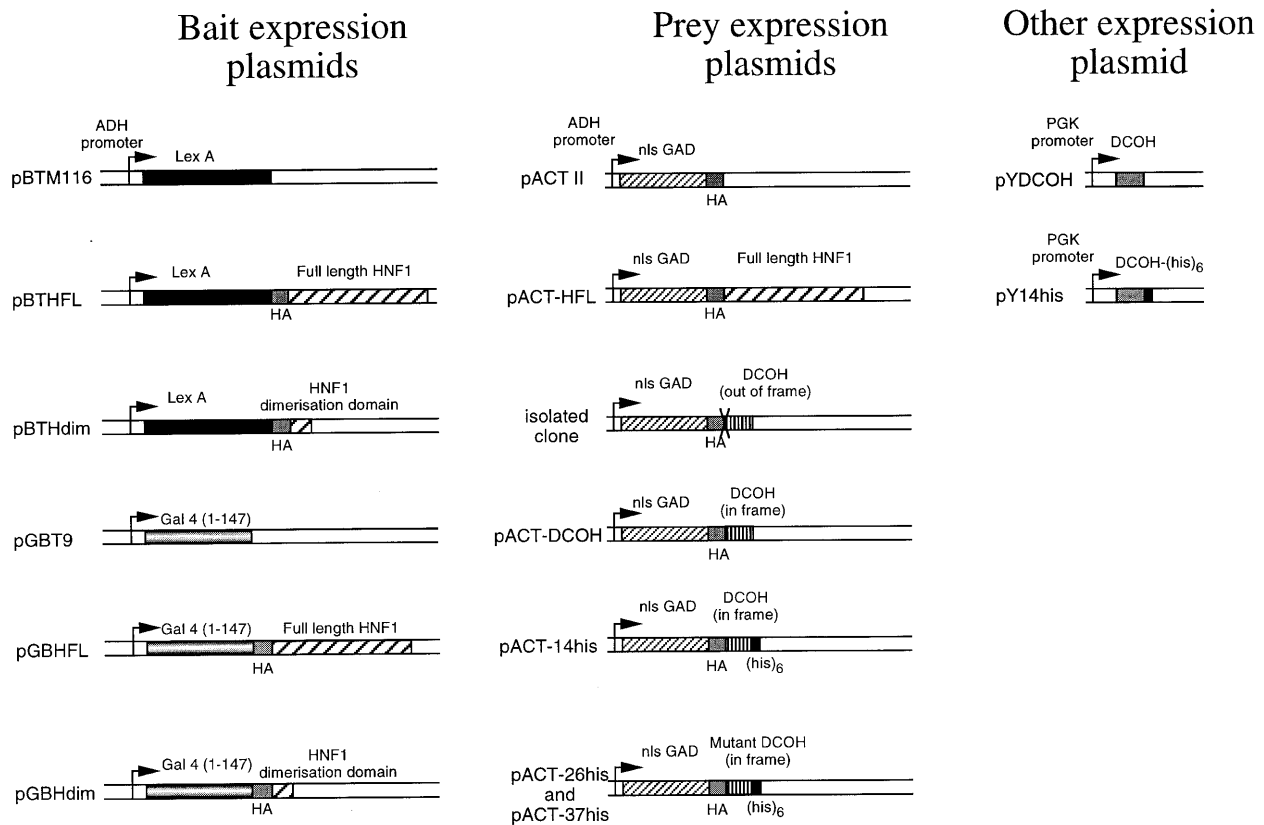 Bait expression
plasmids
ADH
promoter
Lex A
pBTM116
Lex A
Full length HNF1
pBTHFL
HA
Lex A
HNF1
dimerisation domain
pBTHdim
HA
Gal 4 (1-147)
pGBT9
Gal 4 (1-147)
Full length HNF1
pGBHFL
HA
Gal 4 (1-147)
HNF1
dimerisation domain
pGBHdim
HA
Prey expression
plasmids
ADH
promoter
nls GAD
pACT II
HA
nls GAD
Full length HNF1
pACT-HFL
HA
nls GAD
DCOH
(out of frame)
isolated
clone
HA
nls GAD
DCOH
(in frame)
pACT-DCOH
HA
nls GAD
DCOH
(in frame)
pACT-14his
HA
(his)6
nls GAD
Mutant DCOH
(in frame)
pACT-26his
and
pACT-37his
HA
(his)6
Other expression
plasmid
PGK
promoter
DCOH
pYDCOH
PGK
promoter
DCOH-(his)6
pY14his